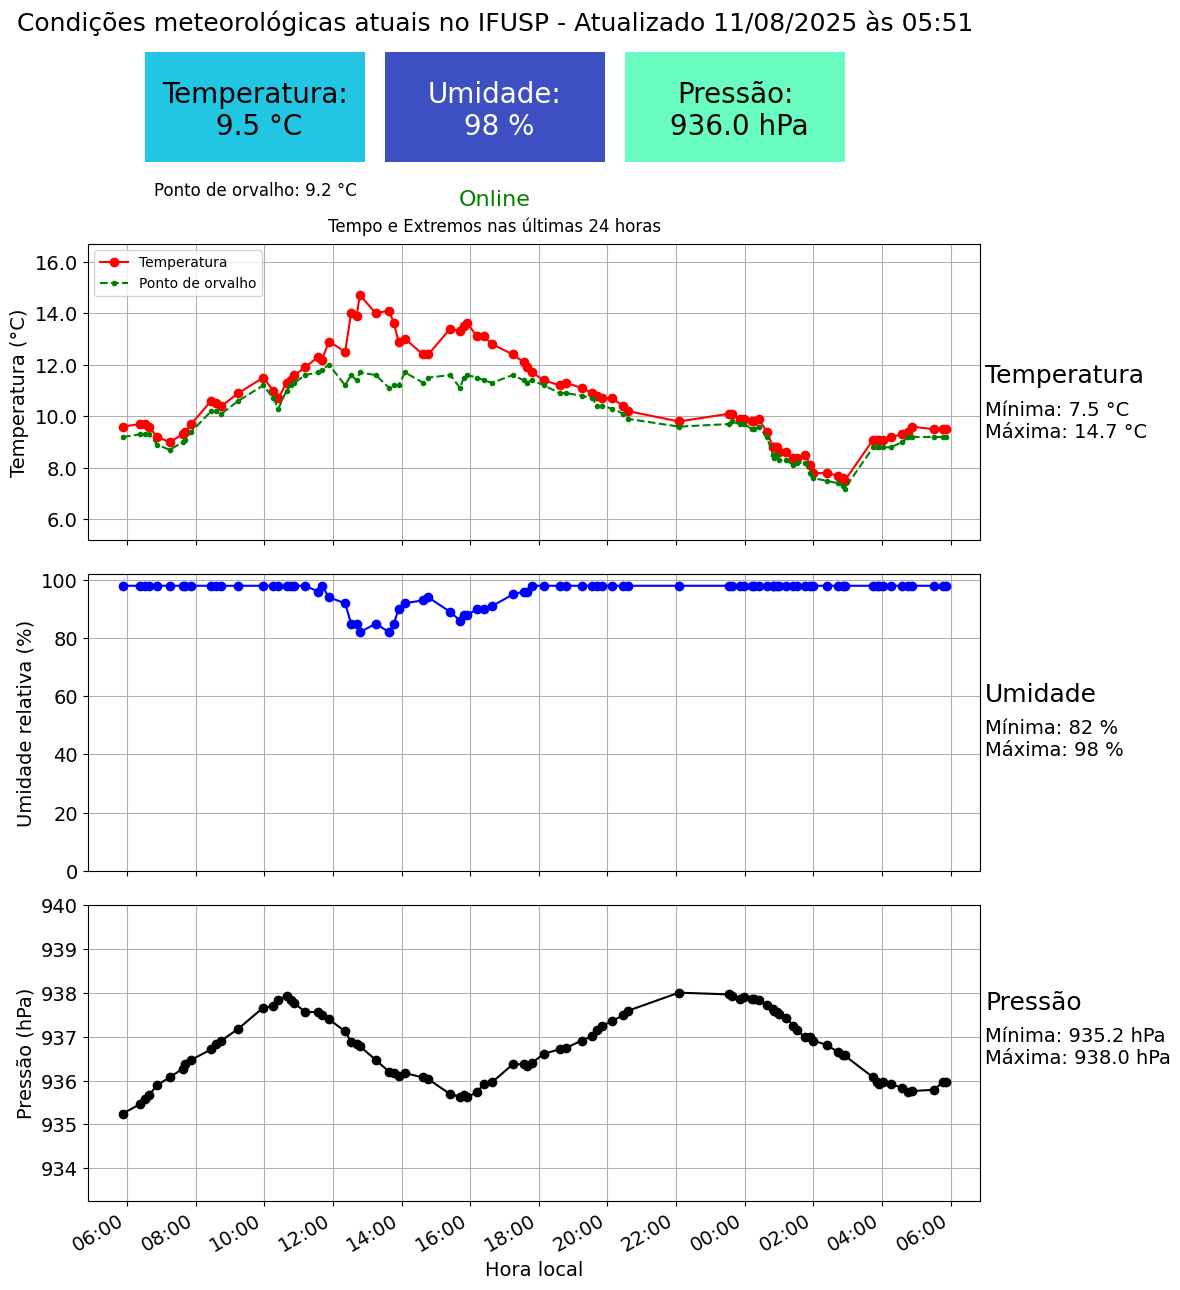 Condições meteorológicas atuais no IFUSP - Atualizado 11/08/2025 às 05:51
Temperatura:
9.5 °C
Umidade:
98 %
Pressão:
936.0 hPa
Ponto de orvalho: 9.2 °C
Online
Tempo e Extremos nas últimas 24 horas
Temperatura (°C)
16.0
14.0
12.0
10.0
8.0
6.0
Temperatura
Ponto de orvalho
Temperatura
Mínima: 7.5 °C
Máxima: 14.7 °C
Umidade relativa (%)
100
80
60
40
20
0
Umidade
Mínima: 82 %
Máxima: 98 %
Pressão (hPa)
940
939
938
937
936
935
934
Pressão
Mínima: 935.2 hPa
Máxima: 938.0 hPa
06:00 08:00 10:00 12:00 14:00 16:00 18:00 20:00 22:00 00:00 02:00 04:00 06:00
Hora local